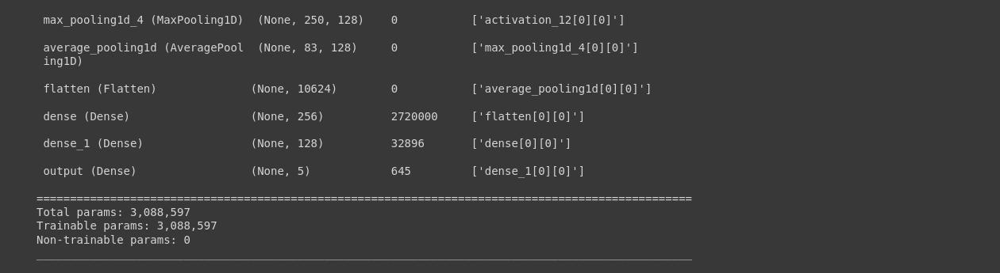 max_pooling1d_4 (MaxPooling1D)  (None, 250, 128)    0           ['activation_12[0][0]']
average_pooling1d (AveragePool  (None, 83, 128)     0           ['max_pooling1d_4[0][0]']
ing1D)
flatten (Flatten)              (None, 10624)        0           ['average_pooling1d[0][0]']
dense (Dense)                  (None, 256)          2720000     ['flatten[0][0]']
dense_1 (Dense)                (None, 128)          32896       ['dense[0][0]']
output (Dense)                 (None, 5)            645         ['dense_1[0][0]']
==================================================================================================
Total params: 3,088,597
Trainable params: 3,088,597
Non-trainable params: 0
__________________________________________________________________________________________________